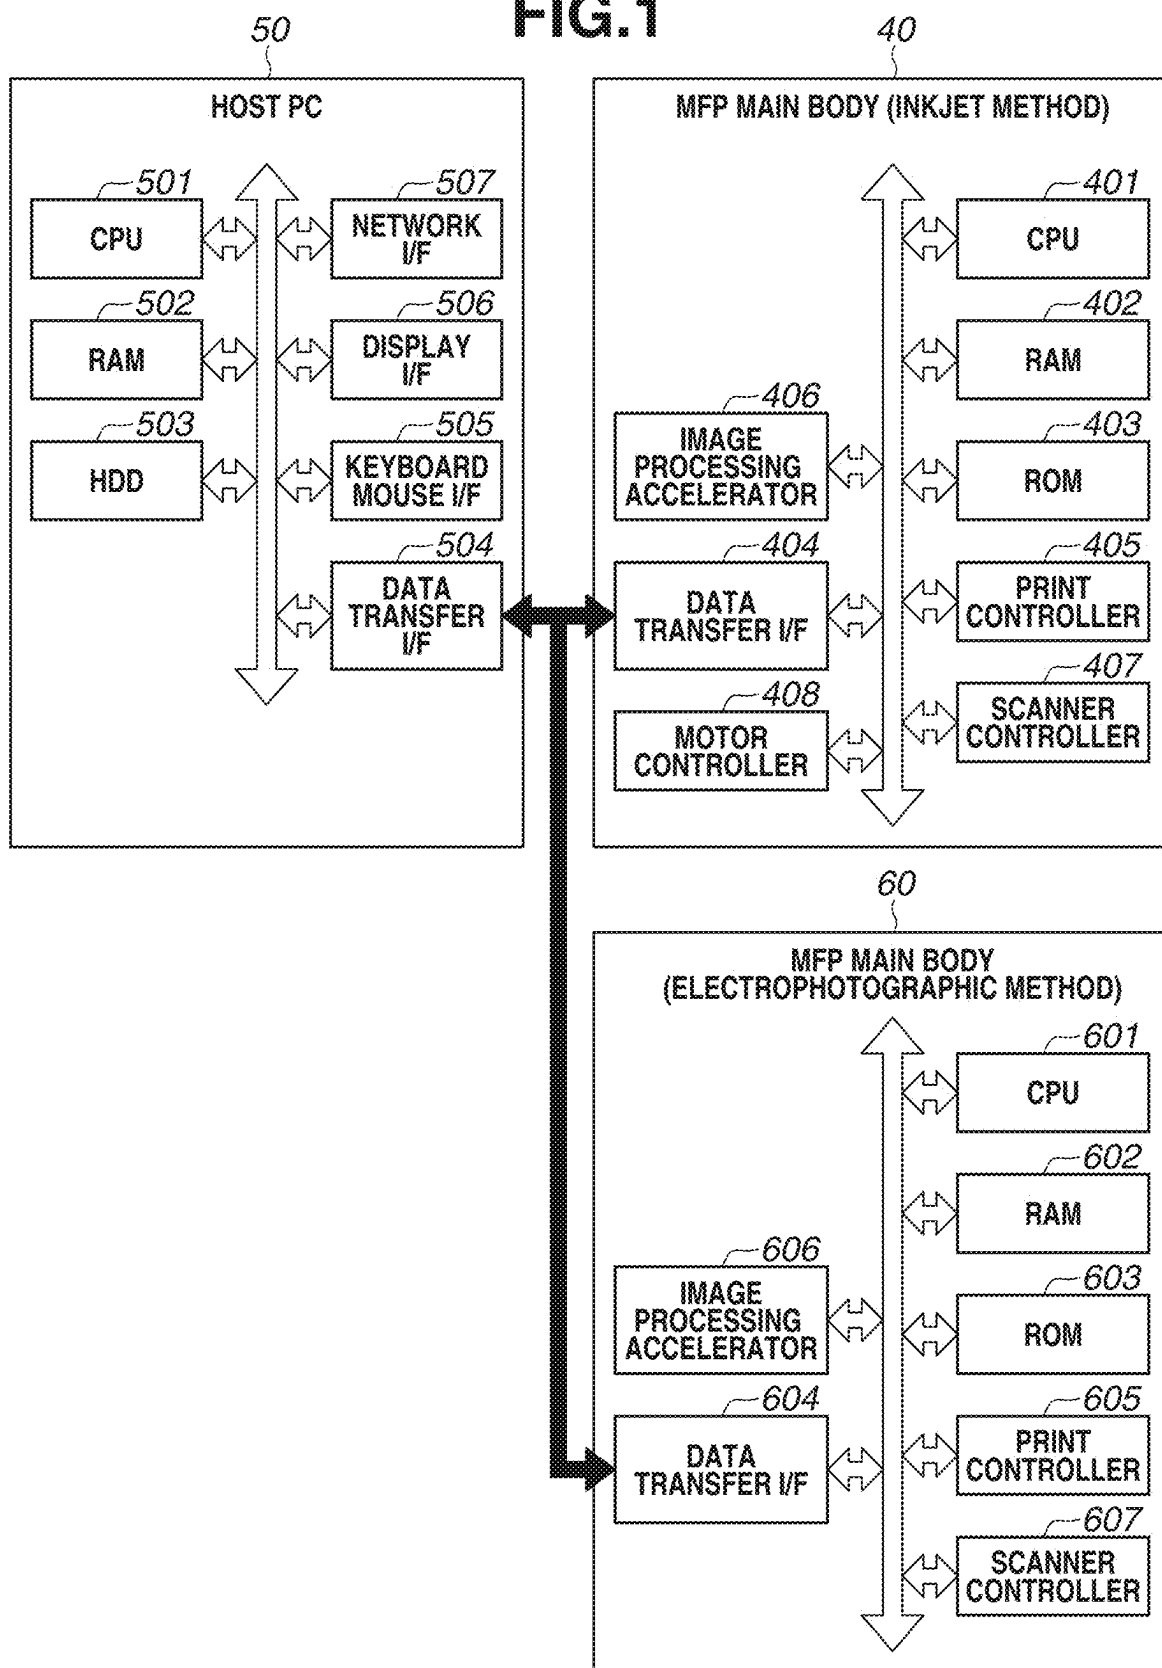 FIG.1
50
HOST PC
501
CPU
507
NETWORK
I/F
502
RAM
506
DISPLAY
I/F
503
HDD
505
KEYBOARD
MOUSE I/F
504
DATA
TRANSFER
I/F
40
MFP MAIN BODY (INKJET METHOD)
401
CPU
402
RAM
406
IMAGE
PROCESSING
ACCELERATOR
403
ROM
404
DATA
TRANSFER I/F
405
PRINT
CONTROLLER
408
MOTOR
CONTROLLER
407
SCANNER
CONTROLLER
60
MFP MAIN BODY
(ELECTROPHOTOGRAPHIC METHOD)
601
CPU
602
RAM
606
IMAGE
PROCESSING
ACCELERATOR
603
ROM
604
DATA
TRANSFER I/F
605
PRINT
CONTROLLER
607
SCANNER
CONTROLLER